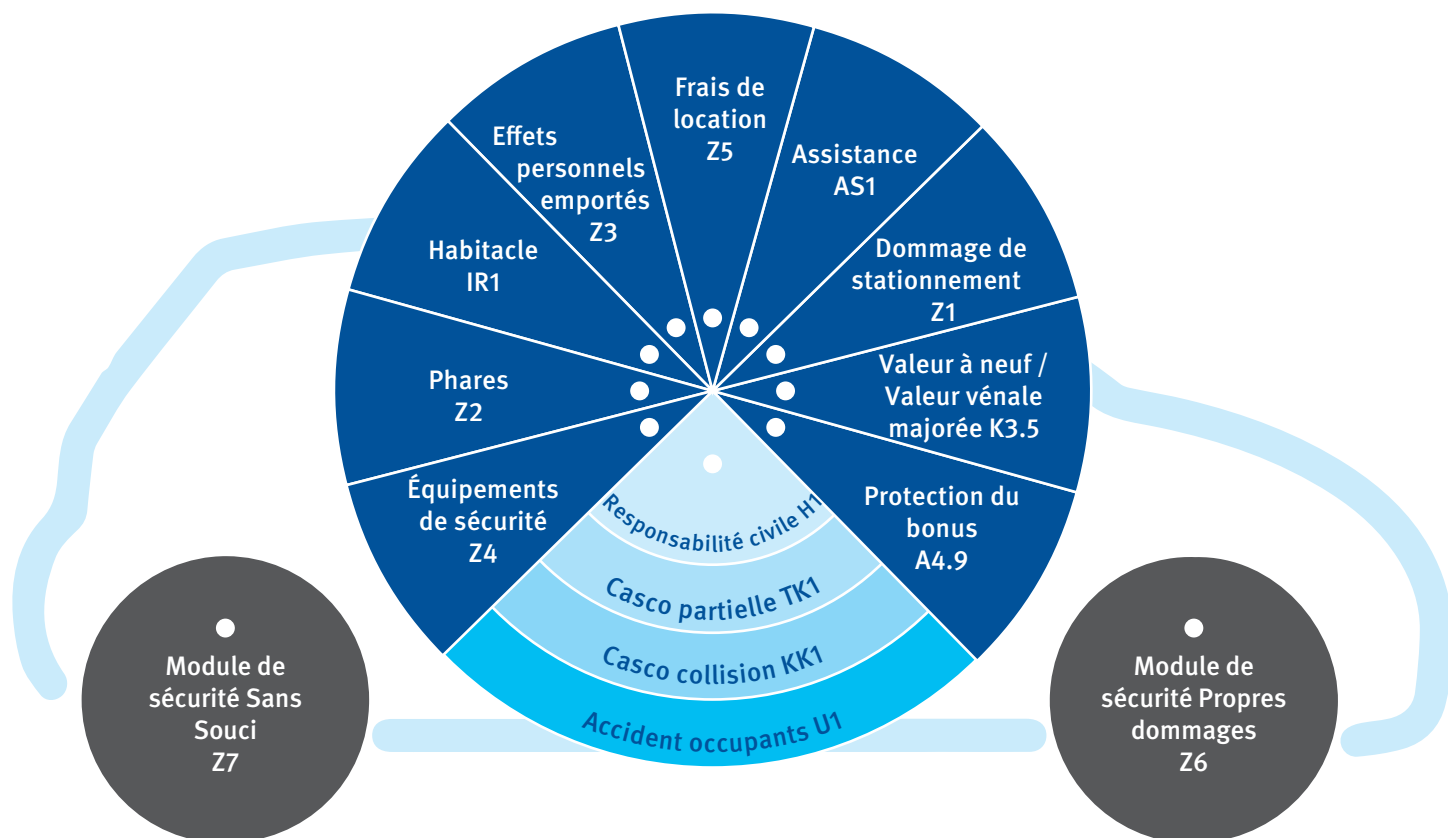 Frais de
location
Z5
Effets
personnels
emportés
Z3
Assistance
AS1
Habitacle
IR1
Dommage de
stationnement
Z1
Phares
Z2
Valeur à neuf /
Valeur vénale
majorée K3.5
Équipements
de sécurité
Z4
Protection du
bonus
A4.9
Responsabilité civile H1
Casco partielle TK1
Casco collision KK1
Accident occupants U1
Module de
sécurité Sans
Souci
Z7
Module de
sécurité Propres
dommages
Z6